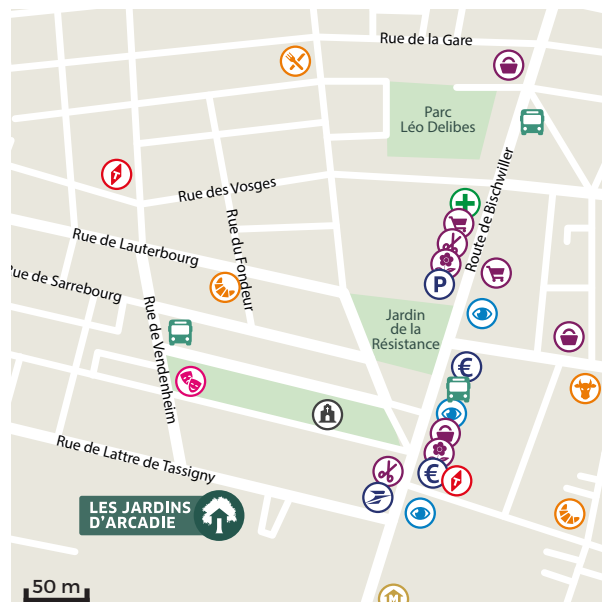 Rue de la Gare
Parc
Léo Delibes
Rue des Vosges
Route de Bischwiller
Rue du Fondeur
Rue de Lauterbourg
P
Rue de Sarrebourg
Jardin
de la
Résistance
Rue de Vendenheim
€
€
Rue de Lattre de Tassigny
LES JARDINS
D'ARCADIE
50 m
M